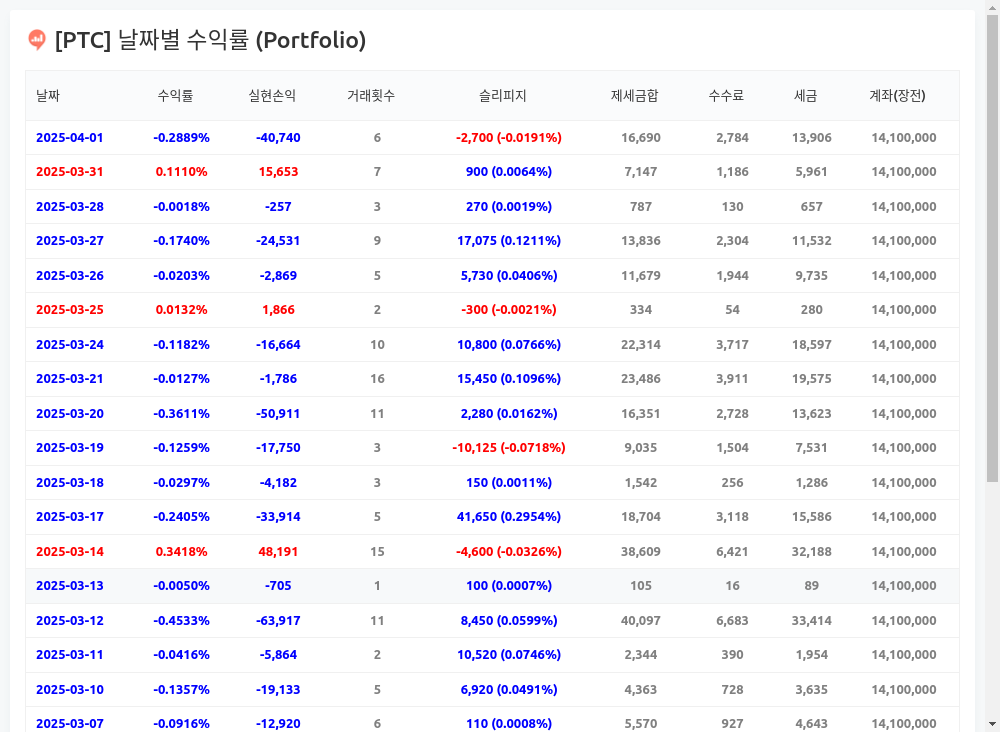 [PTC] 날짜별 수익률 (Portfolio)
날짜 수익률 실현손익 거래횟수 슬리피지 제세금합 수수료 세금 계좌(장전)
2025-04-01 -0.2889% -40,740 6 -2,700 (-0.0191%) 16,690 2,784 13,906 14,100,000
2025-03-31 0.1110% 15,653 7 900 (0.0064%) 7,147 1,186 5,961 14,100,000
2025-03-28 -0.0018% -257 3 270 (0.0019%) 787 130 657 14,100,000
2025-03-27 -0.1740% -24,531 9 17,075 (0.1211%) 13,836 2,304 11,532 14,100,000
2025-03-26 -0.0203% -2,869 5 5,730 (0.0406%) 11,679 1,944 9,735 14,100,000
2025-03-25 0.0132% 1,866 2 -300 (-0.0021%) 334 54 280 14,100,000
2025-03-24 -0.1182% -16,664 10 10,800 (0.0766%) 22,314 3,717 18,597 14,100,000
2025-03-21 -0.0127% -1,786 16 15,450 (0.1096%) 23,486 3,911 19,575 14,100,000
2025-03-20 -0.3611% -50,911 11 2,280 (0.0162%) 16,351 2,728 13,623 14,100,000
2025-03-19 -0.1259% -17,750 3 -10,125 (-0.0718%) 9,035 1,504 7,531 14,100,000
2025-03-18 -0.0297% -4,182 3 150 (0.0011%) 1,542 256 1,286 14,100,000
2025-03-17 -0.2405% -33,914 5 41,650 (0.2954%) 18,704 3,118 15,586 14,100,000
2025-03-14 0.3418% 48,191 15 -4,600 (-0.0326%) 38,609 6,421 32,188 14,100,000
2025-03-13 -0.0050% -705 1 100 (0.0007%) 105 16 89 14,100,000
2025-03-12 -0.4533% -63,917 11 8,450 (0.0599%) 40,097 6,683 33,414 14,100,000
2025-03-11 -0.0416% -5,864 2 10,520 (0.0746%) 2,344 390 1,954 14,100,000
2025-03-10 -0.1357% -19,133 5 6,920 (0.0491%) 4,363 728 3,635 14,100,000
2025-03-07 -0.0916% -12,920 6 110 (0.0008%) 5,570 927 4,643 14,100,000